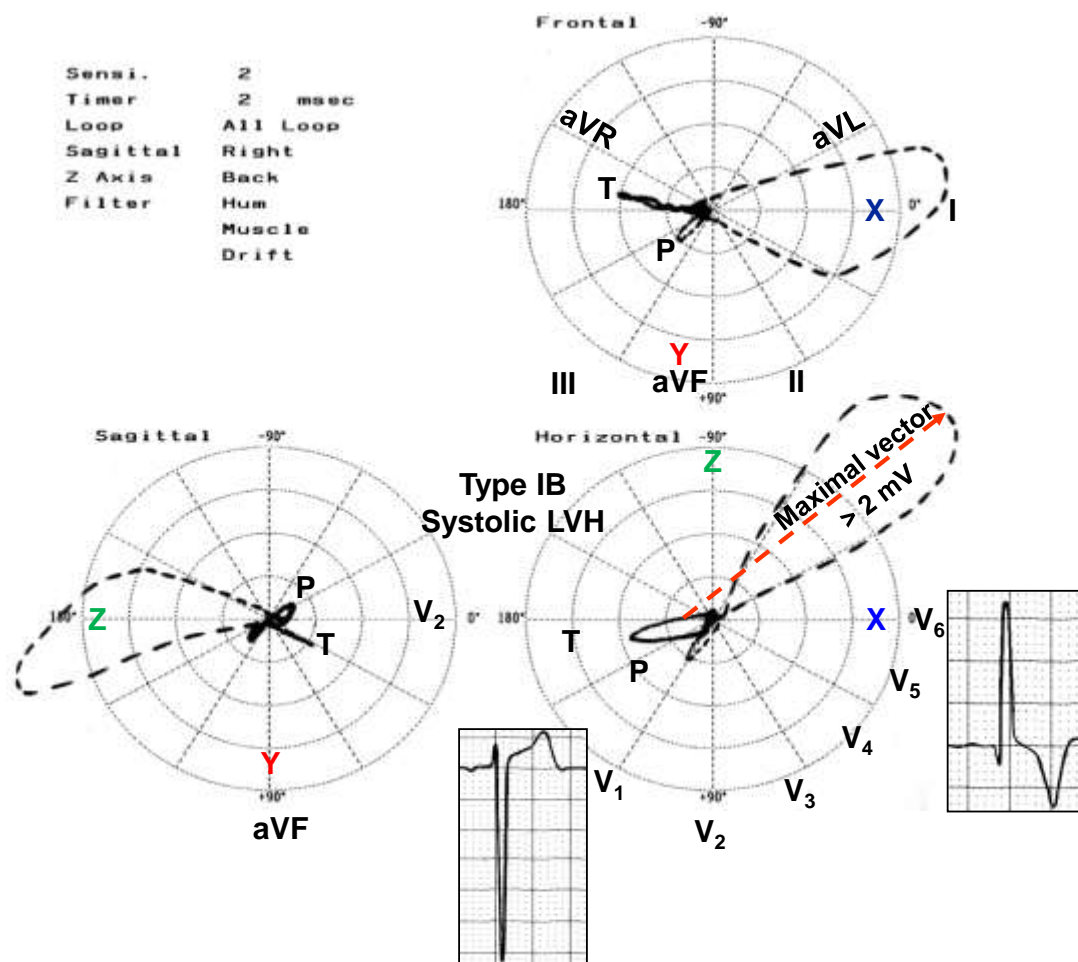 Frontal
-90°
Sensi. 2
Timer 2 msec
Loop All Loop
Sagittal Right
Z Axis Back
Filter Hum
Muscle
Drift
aVR
aVL
T
180°
X
0°
I
P
Y
III
aVF
II
+90°
Sagittal
-90°
Horizontal
-90°
Z
Type IB
Systolic LVH
Maximal vector
> 2 mV
P
180°
Z
V2
0°
T
180°
T
P
X
0°
V6
V5
V4
V3
V2
V1
+90°
Y
+90°
aVF